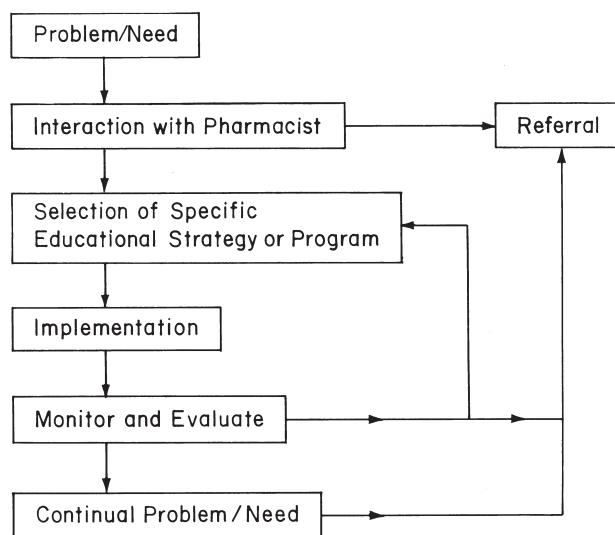 Problem/Need
Interaction with Pharmacist
Referral
Selection of Specific
Educational Strategy or Program
Implementation
Monitor and Evaluate
Continual Problem/Need